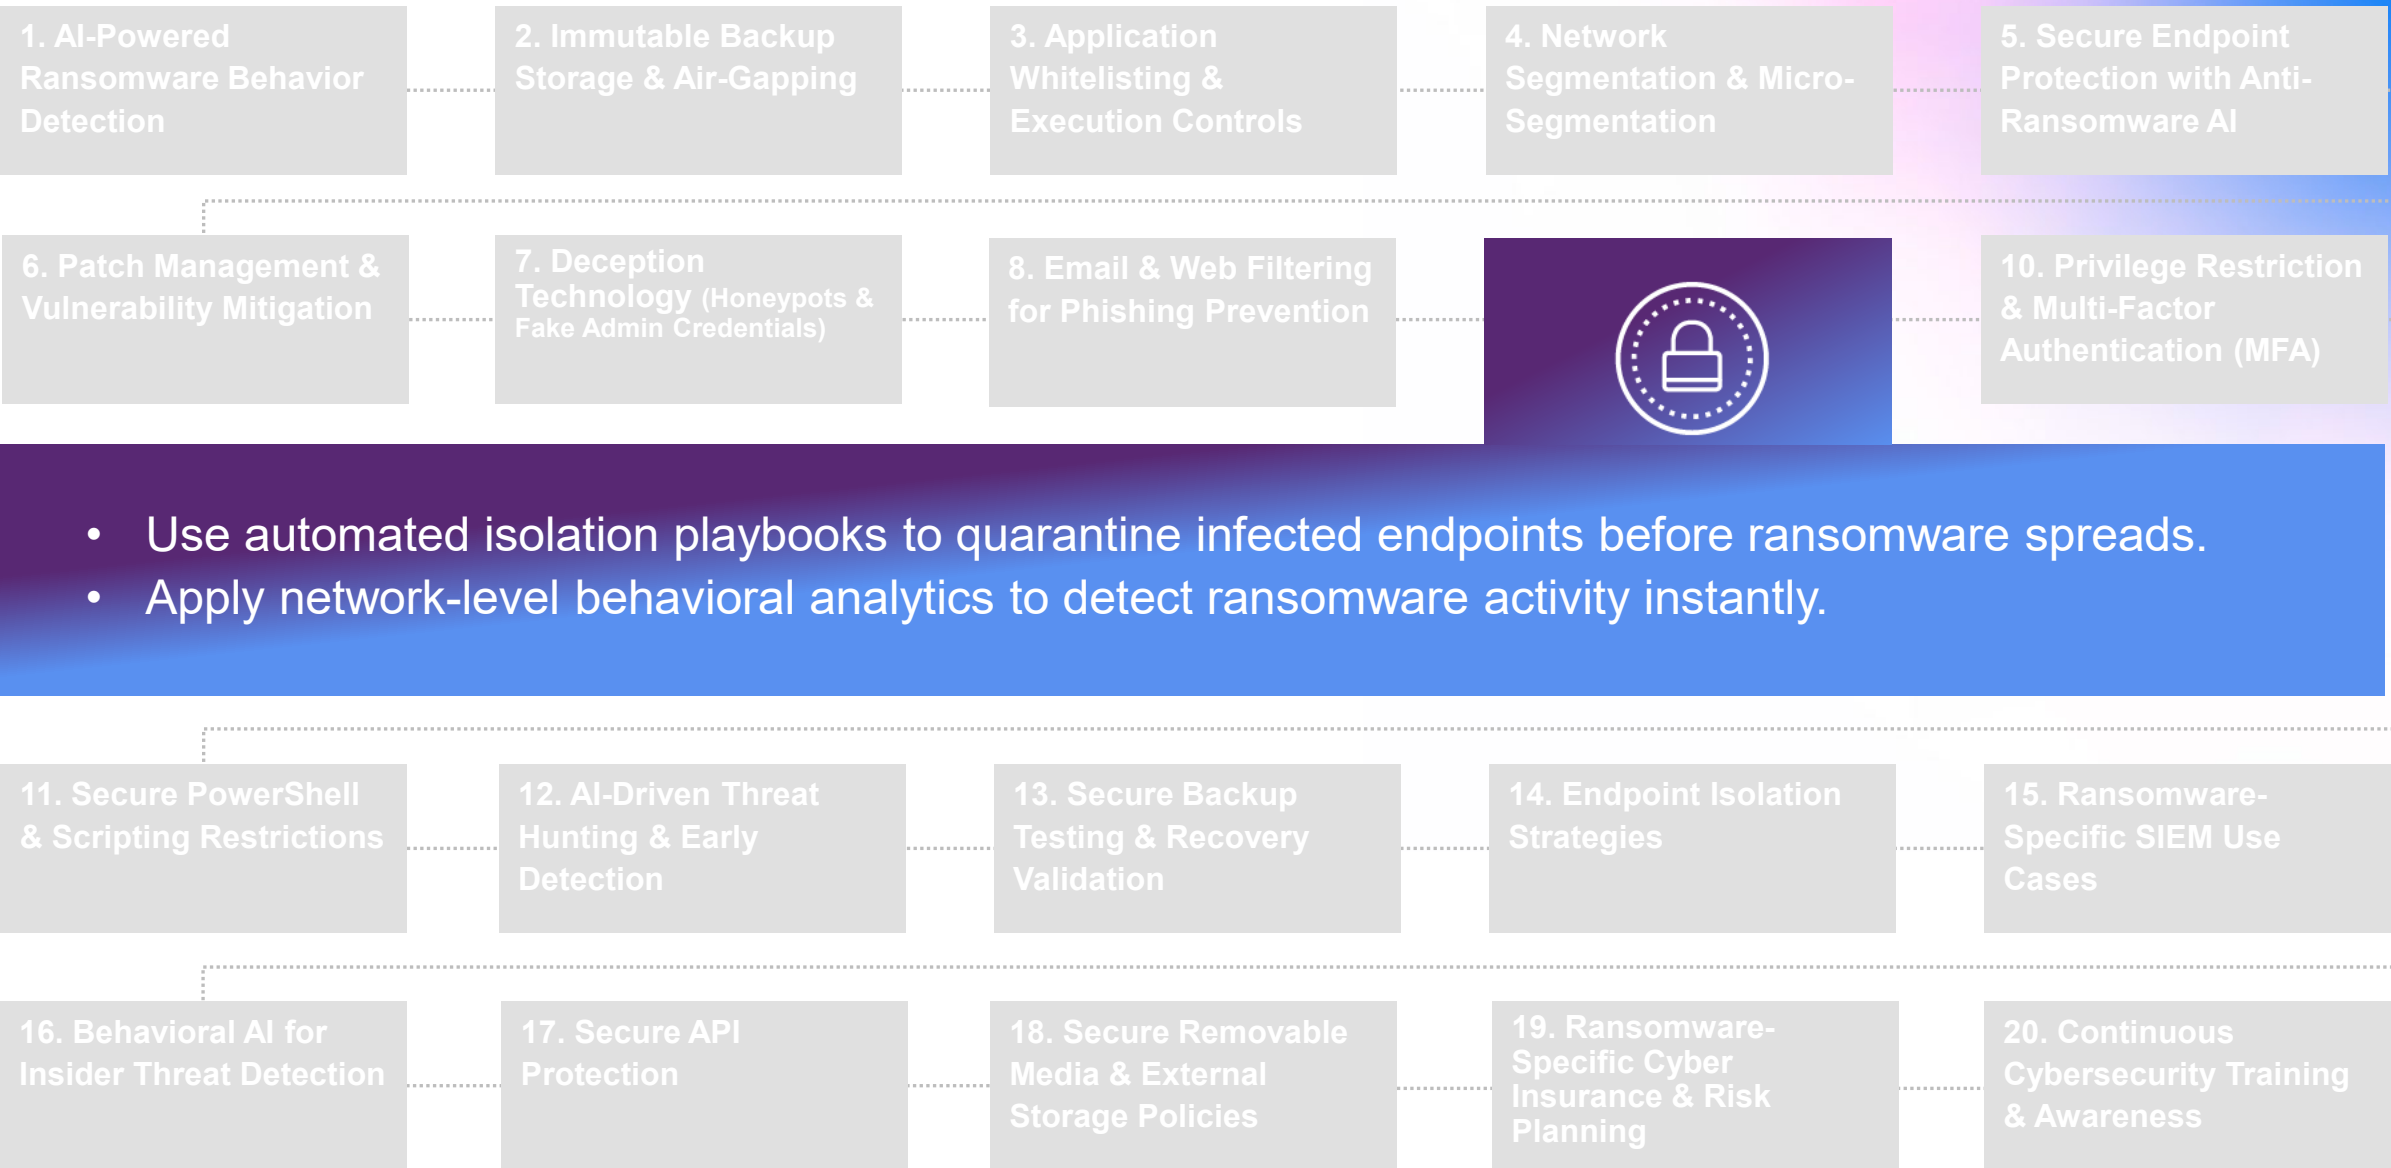 1. AI-Powered
Ransomware Behavior
Detection
2. Immutable Backup
Storage & Air-Gapping
3. Application
Whitelisting &
Execution Controls
4. Network
Segmentation & Micro-
Segmentation
5. Secure Endpoint
Protection with Anti-
Ransomware AI
6. Patch Management &
Vulnerability Mitigation
7. Deception
Technology (Honeypots &
Fake Admin Credentials)
8. Email & Web Filtering
for Phishing Prevention
10. Privilege Restriction
& Multi-Factor
Authentication (MFA)
• Use automated isolation playbooks to quarantine infected endpoints before ransomware spreads.
• Apply network-level behavioral analytics to detect ransomware activity instantly.
11. Secure PowerShell
& Scripting Restrictions
12. AI-Driven Threat
Hunting & Early
Detection
13. Secure Backup
Testing & Recovery
Validation
14. Endpoint Isolation
Strategies
15. Ransomware-
Specific SIEM Use
Cases
16. Behavioral AI for
Insider Threat Detection
17. Secure API
Protection
18. Secure Removable
Media & External
Storage Policies
19. Ransomware-
Specific Cyber
Insurance & Risk
Planning
20. Continuous
Cybersecurity Training
& Awareness